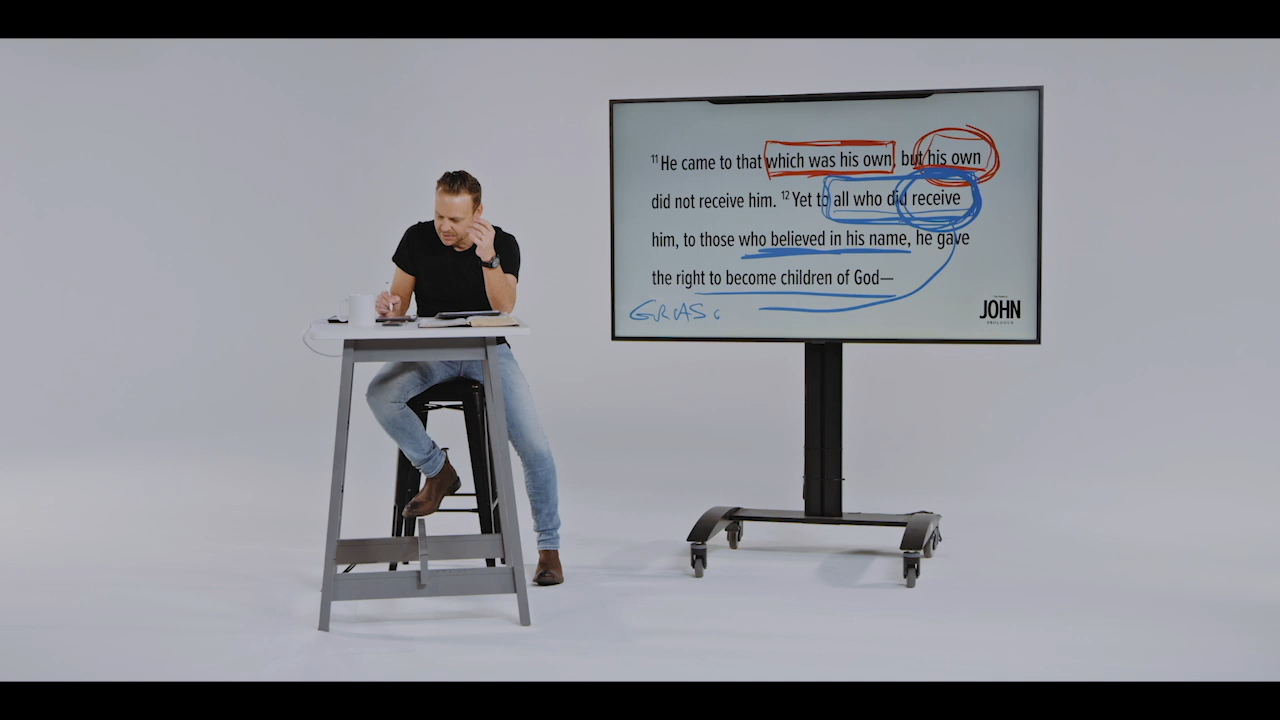 ¹¹ He came to that which was his own, but his own
did not receive him. ¹² Yet to all who did receive
him, to those who believed in his name, he gave
the right to become children of God—
GRAS
JOHN
PROLOGUE